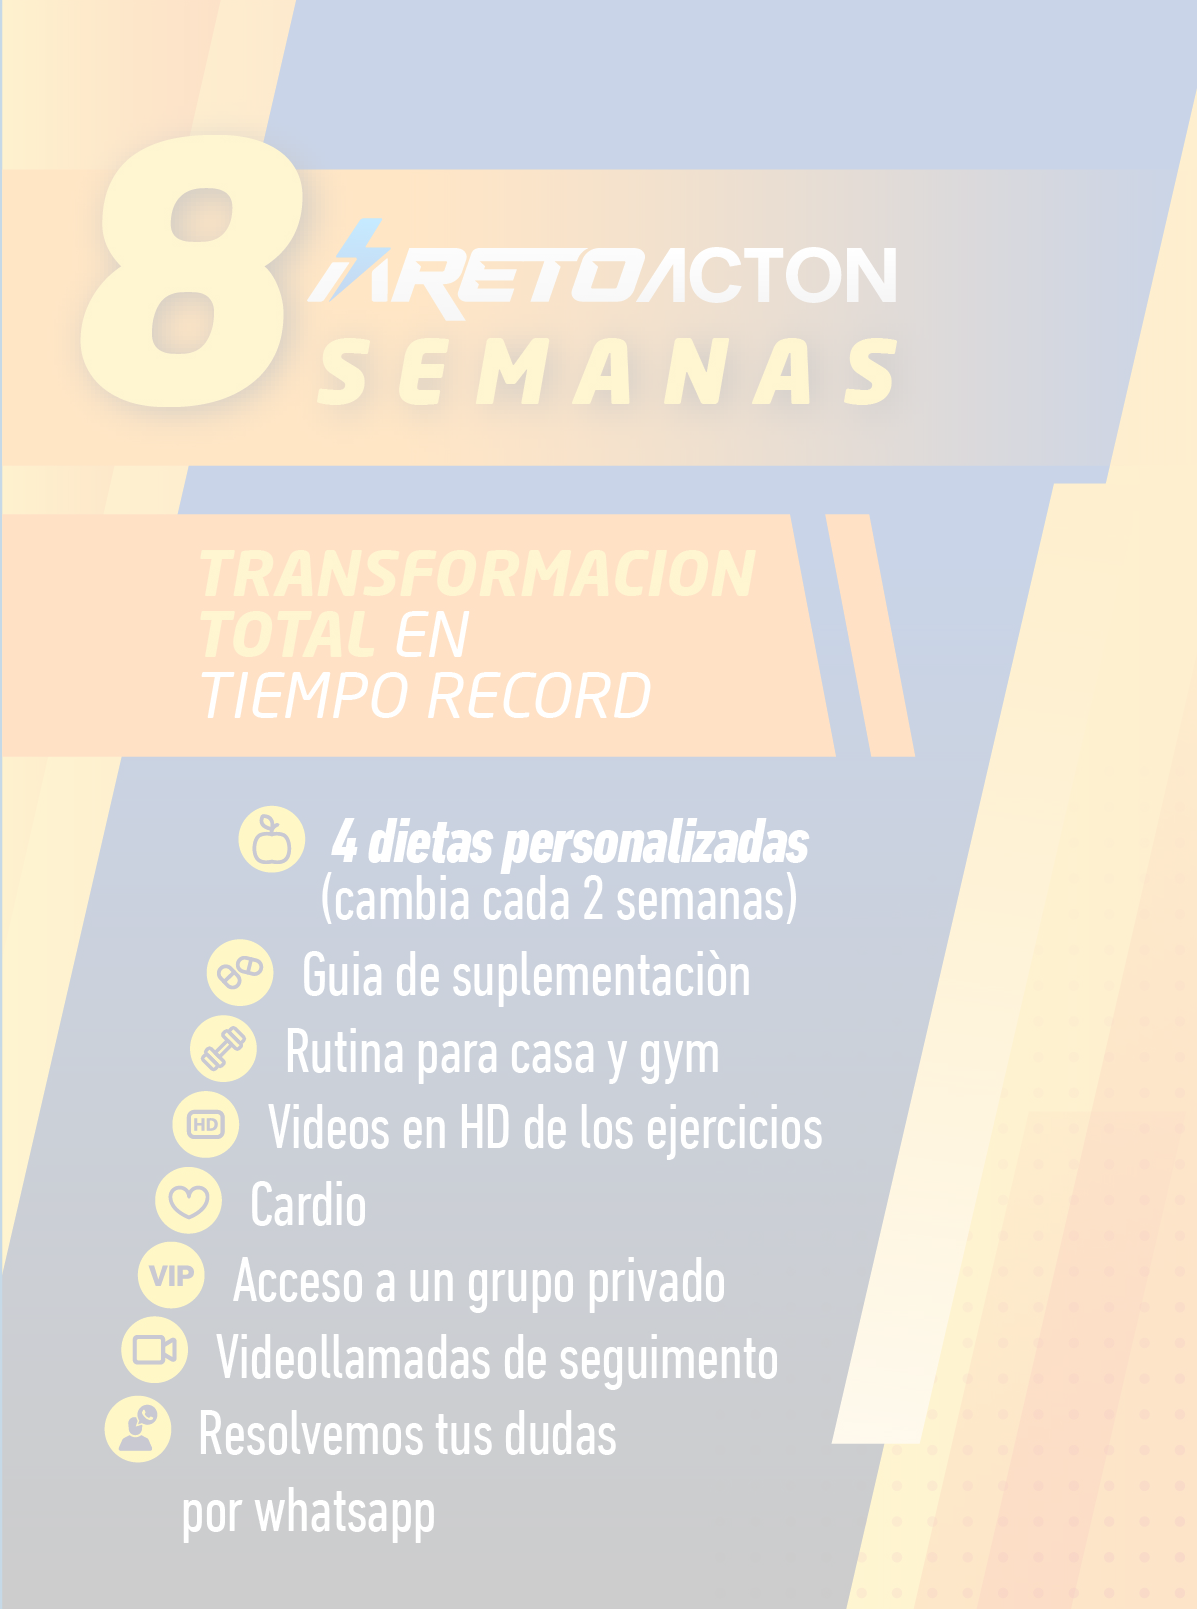 8
ARETOACTON
SEMANAS
TRANSFORMACION
TOTAL EN
TIEMPO RECORD
4 dietas personalizadas
(cambia cada 2 semanas)
Guia de suplementaciòn
Rutina para casa y gym
HD Videos en HD de los ejercicios
Cardio
VIP Acceso a un grupo privado
Videollamadas de seguimento
Resolvemos tus dudas
por whatsapp